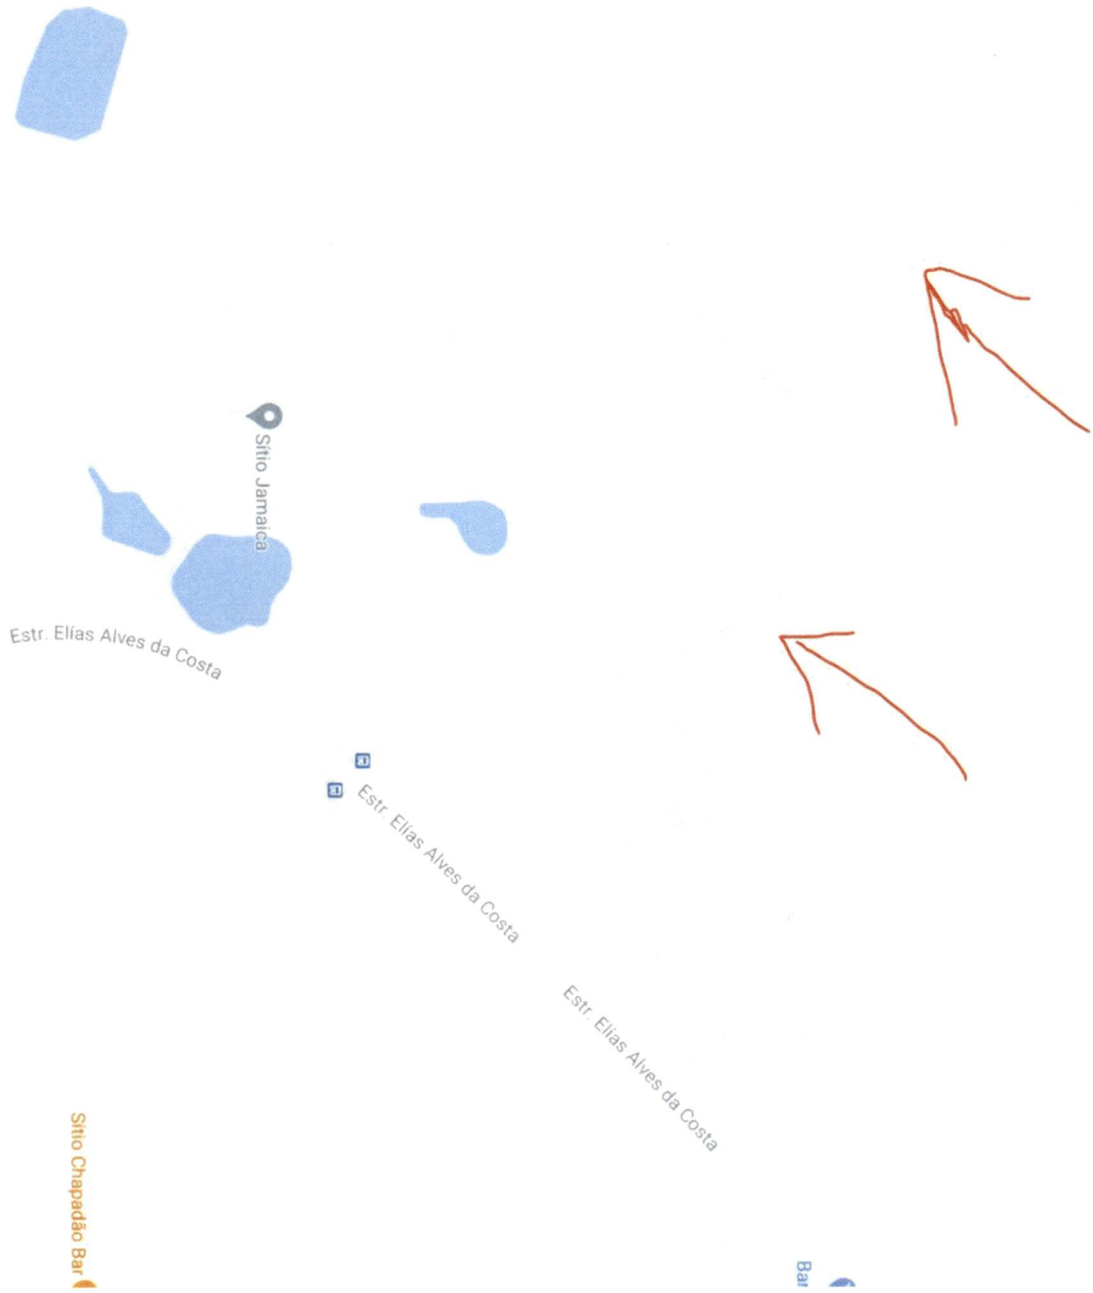 Sítio Jamaica
Estr. Elías Alves da Costa
Estr. Elías Alves da Costa
Estr. Elías Alves da Costa
Sítio Chapadão Bar
Bar